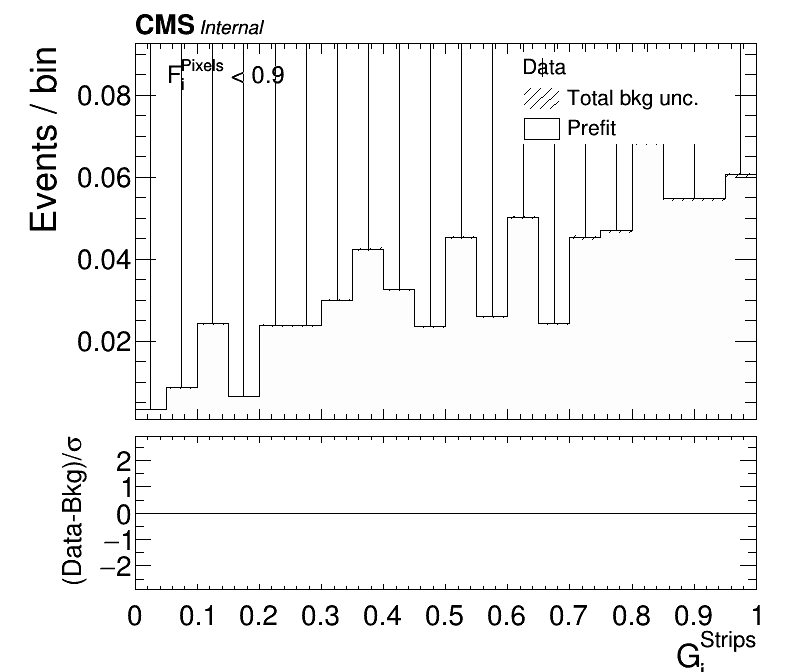 CMS Internal
F_i^Pixels < 0.9
Data
Total bkg unc.
Prefit
Events / bin
0.08
0.06
0.04
0.02
(Data-Bkg)/σ
2
1
0
−1
−2
0 0.1 0.2 0.3 0.4 0.5 0.6 0.7 0.8 0.9 1
G_i^Strips